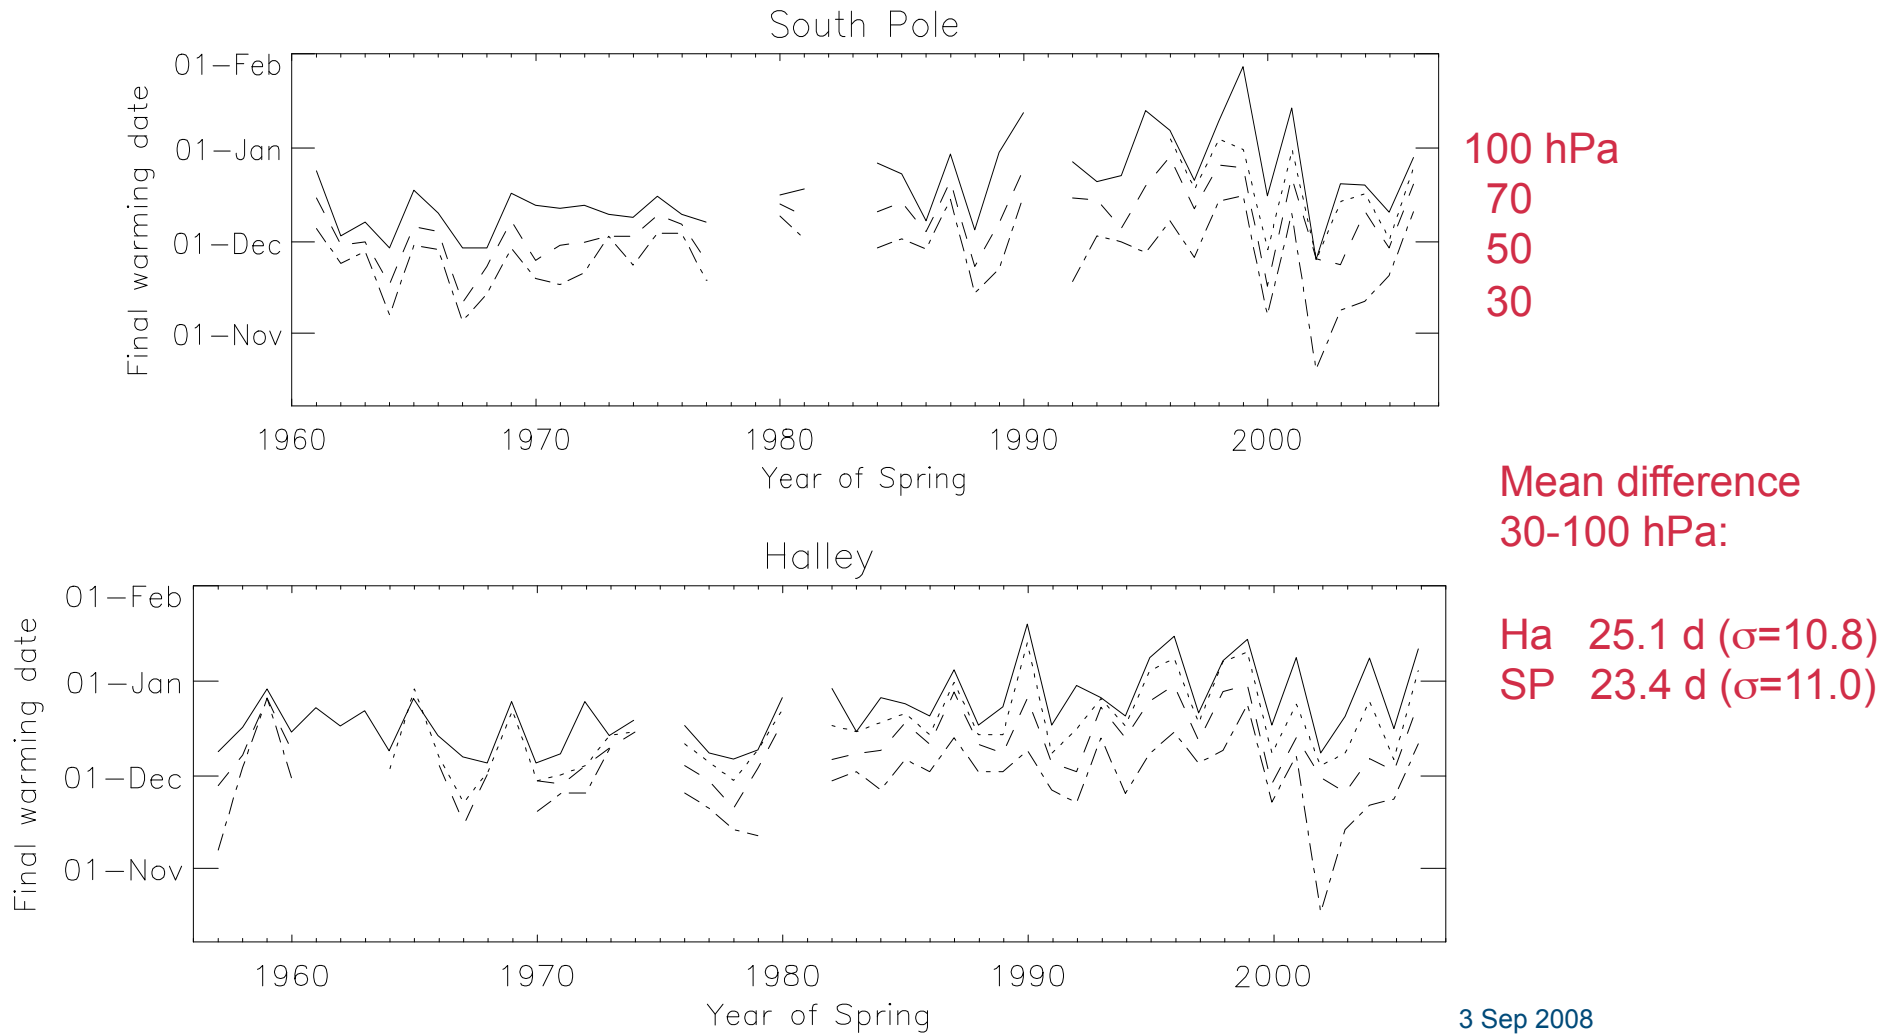 South Pole
Final warming date
01-Feb
01-Jan
01-Dec
01-Nov
1960 1970 1980 1990 2000
Year of Spring
100 hPa
70
50
30
Mean difference
30-100 hPa:
Ha 25.1 d (σ=10.8)
SP 23.4 d (σ=11.0)
Halley
Final warming date
01-Feb
01-Jan
01-Dec
01-Nov
1960 1970 1980 1990 2000
Year of Spring
3 Sep 2008